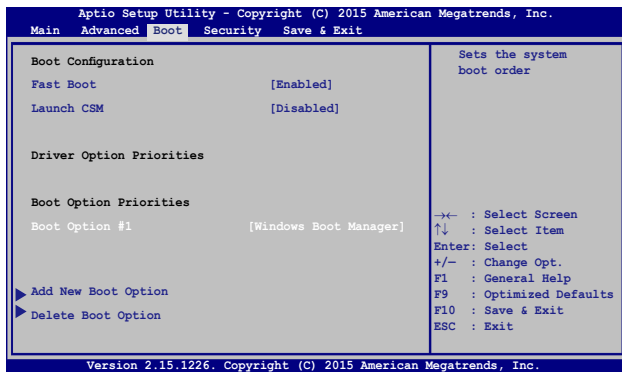 Aptio Setup Utility - Copyright (C) 2015 American Megatrends, Inc.
Main Advanced Boot Security Save & Exit
Boot Configuration
Fast Boot [Enabled]
Launch CSM [Disabled]
Driver Option Priorities
Boot Option Priorities
Boot Option #1 [Windows Boot Manager]
Add New Boot Option
Delete Boot Option
Sets the system
boot order
→← : Select Screen
↑↓ : Select Item
Enter: Select
+/— : Change Opt.
F1 : General Help
F9 : Optimized Defaults
F10 : Save & Exit
ESC : Exit
Version 2.15.1226. Copyright (C) 2015 American Megatrends, Inc.